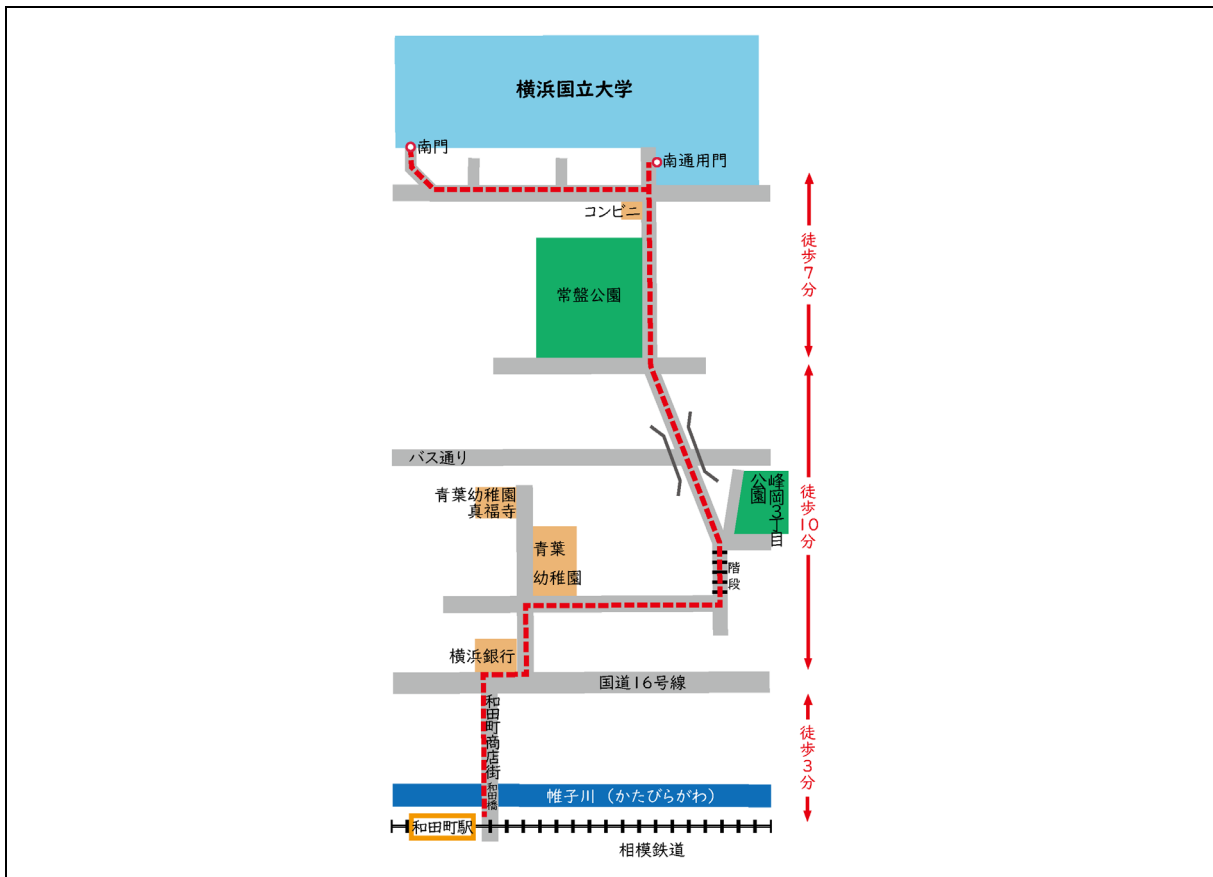 横浜国立大学
南門
南通用門
コンビニ
徒歩7分
常盤公園
バス通り
峰岡3丁目
公園
青葉幼稚園
真福寺
徒歩10分
青葉
幼稚園
階段
横浜銀行
国道16号線
和田町商店街
徒歩3分
和田橋
帷子川（かたびらがわ）
和田町駅
相模鉄道